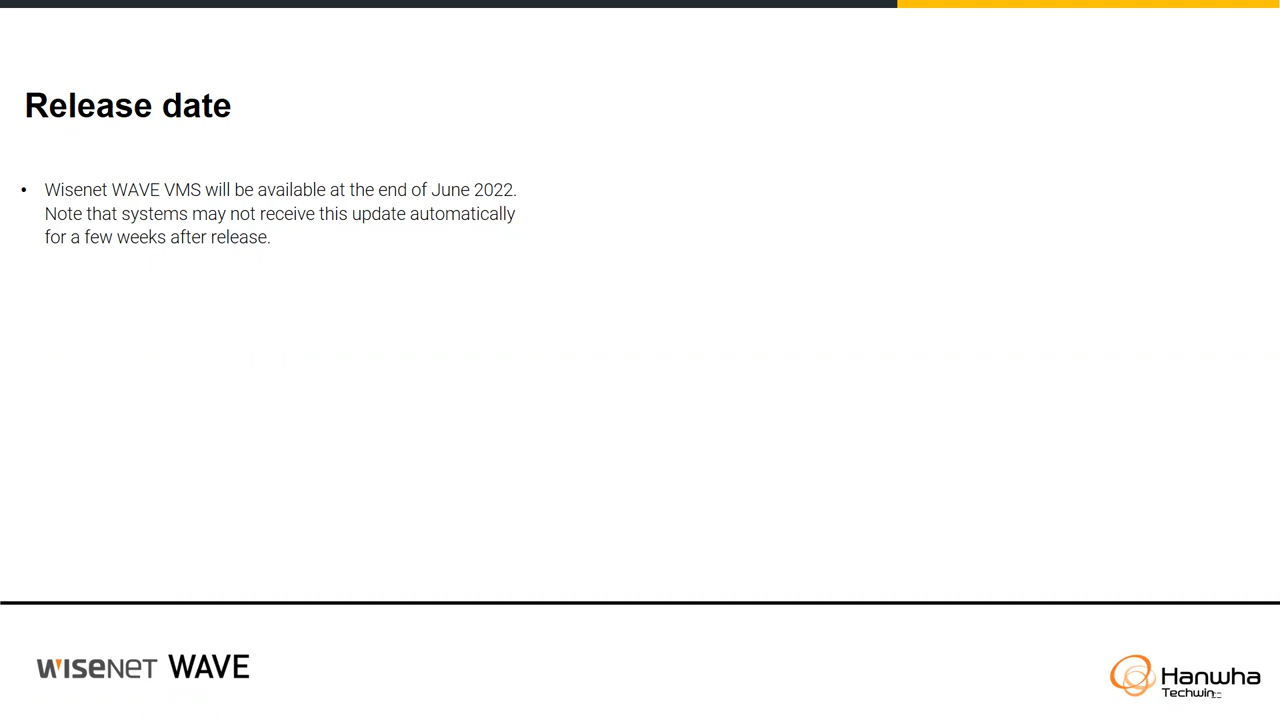 Release date
• Wisenet WAVE VMS will be available at the end of June 2022.
Note that systems may not receive this update automatically
for a few weeks after release.
WISENET WAVE
Hanwha
Techwin